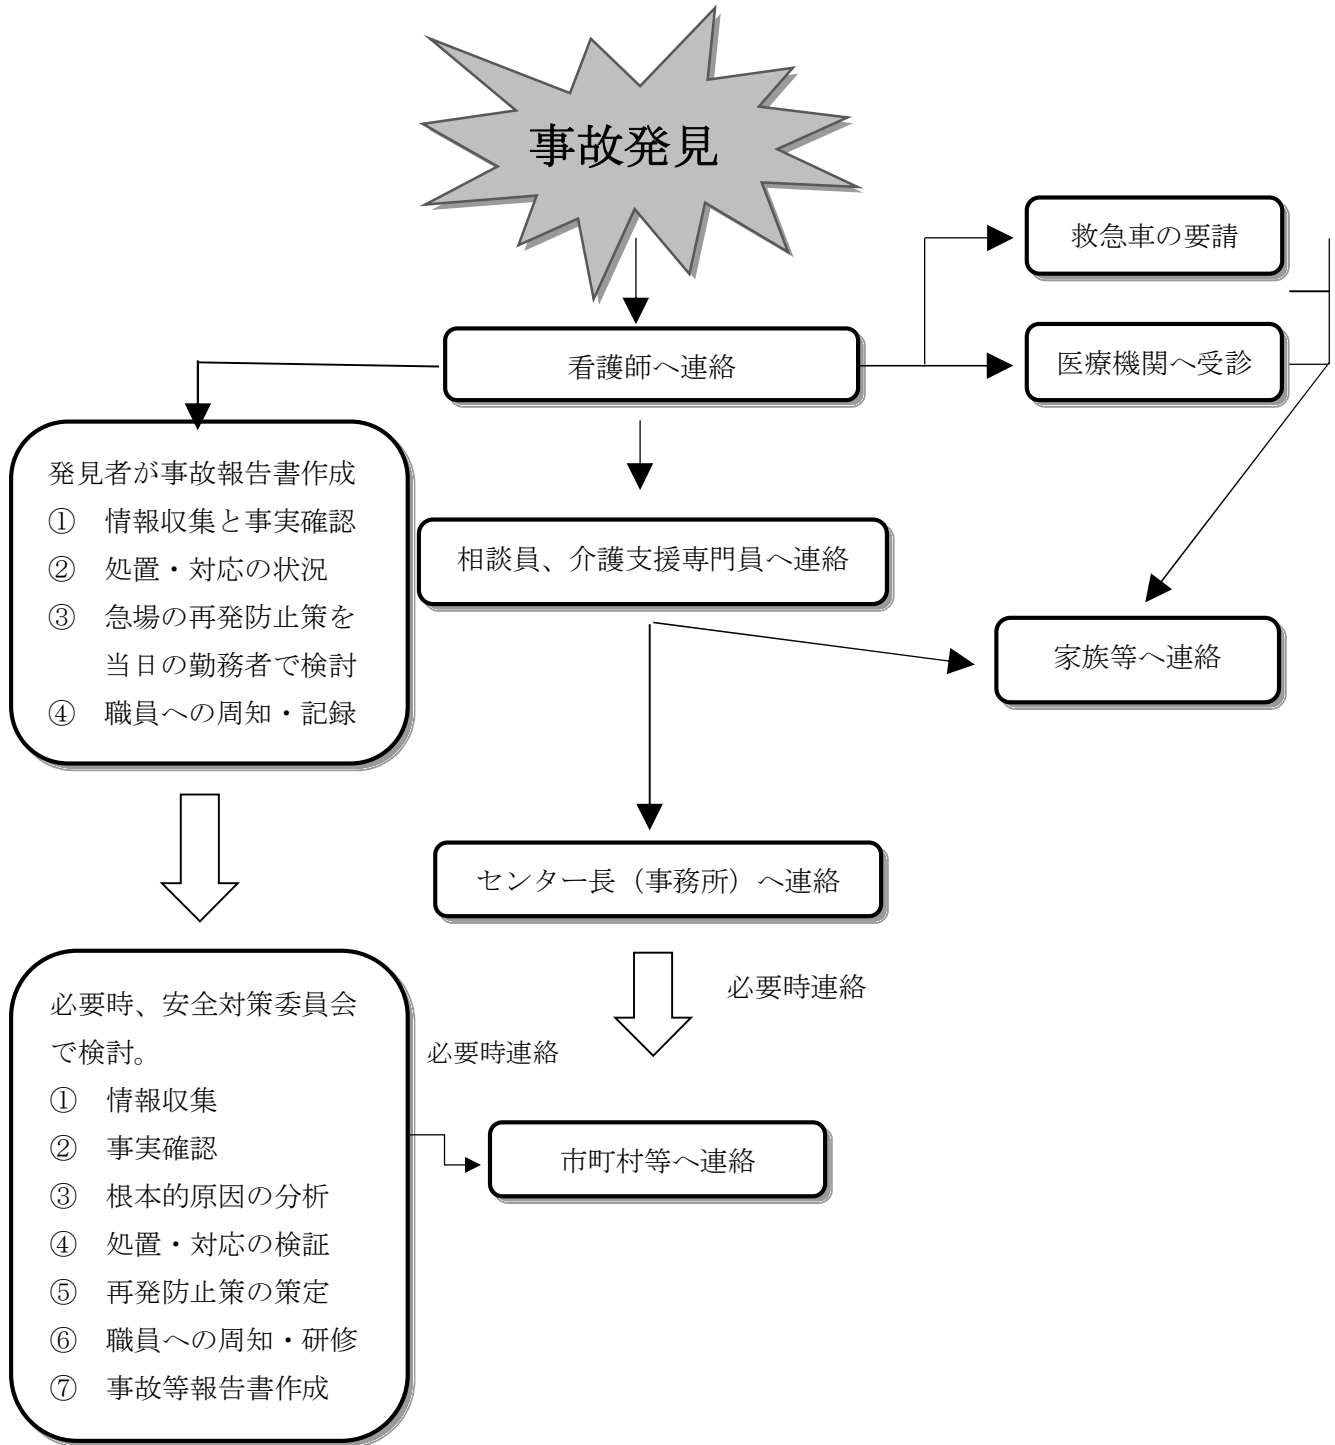 事故発見
救急車の要請
看護師へ連絡
医療機関へ受診
発見者が事故報告書作成
① 情報収集と事実確認
② 処置・対応の状況
③ 急場の再発防止策を
当日の勤務者で検討
④ 職員への周知・記録
相談員、介護支援専門員へ連絡
家族等へ連絡
センター長（事務所）へ連絡
必要時連絡
必要時、安全対策委員会
で検討。
① 情報収集
② 事実確認
③ 根本的原因の分析
④ 処置・対応の検証
⑤ 再発防止策の策定
⑥ 職員への周知・研修
⑦ 事故等報告書作成
必要時連絡
市町村等へ連絡